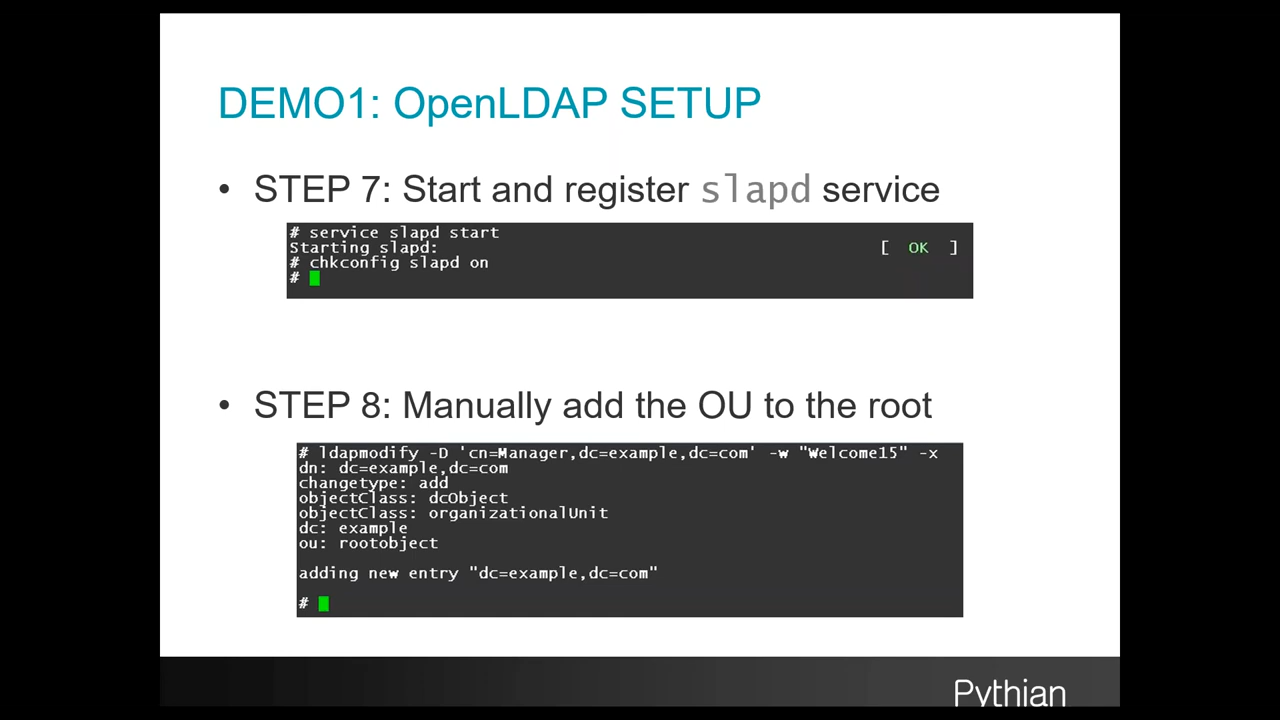 DEMO1: OpenLDAP SETUP
• STEP 7: Start and register slapd service
# service slapd start
Starting slapd: [ OK ]
# chkconfig slapd on
#
• STEP 8: Manually add the OU to the root
# ldapmodify -D 'cn=Manager,dc=example,dc=com' -w "Welcome15" -x
dn: dc=example,dc=com
changetype: add
objectClass: dcObject
objectClass: organizationalUnit
dc: example
ou: rootobject
adding new entry "dc=example,dc=com"
#
Pythian